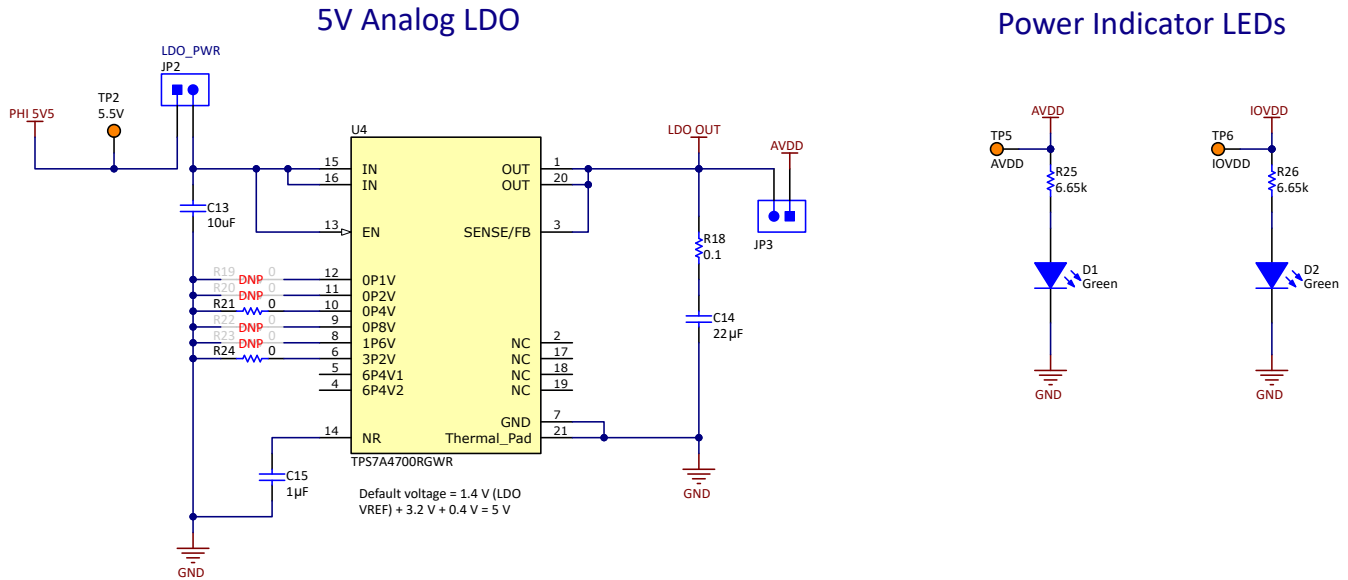 5V Analog LDO
Power Indicator LEDs
LDO_PWR
JP2
TP2
5.5V
PHI 5V5
U4
LDO OUT
AVDD
AVDD
IOVDD
TP5
AVDD
TP6
IOVDD
R25
6.65k
R26
6.65k
15 IN
16 IN
OUT 1
OUT 20
C13
10uF
13 EN
SENSE/FB 3
JP3
R18
0.1
R19 DNP 0 12 0P1V
R20 DNP 0 11 0P2V
R21 0 10 0P4V
R22 DNP 0 9 0P8V
R23 DNP 0 8 1P6V
R24 0 6 3P2V
5 6P4V1
4 6P4V2
NC 2
NC 17
NC 18
NC 19
C14
22µF
D1
Green
D2
Green
GND
GND
GND 7
14 NR
Thermal_Pad 21
TPS7A4700RGWR
C15
1µF
GND
Default voltage = 1.4 V (LDO
VREF) + 3.2 V + 0.4 V = 5 V
GND